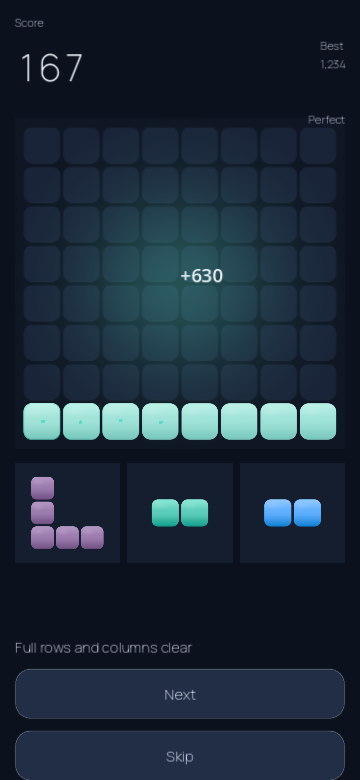 Score
Best
167
1,234
Perfect
+630
Full rows and columns clear
Next
Skip